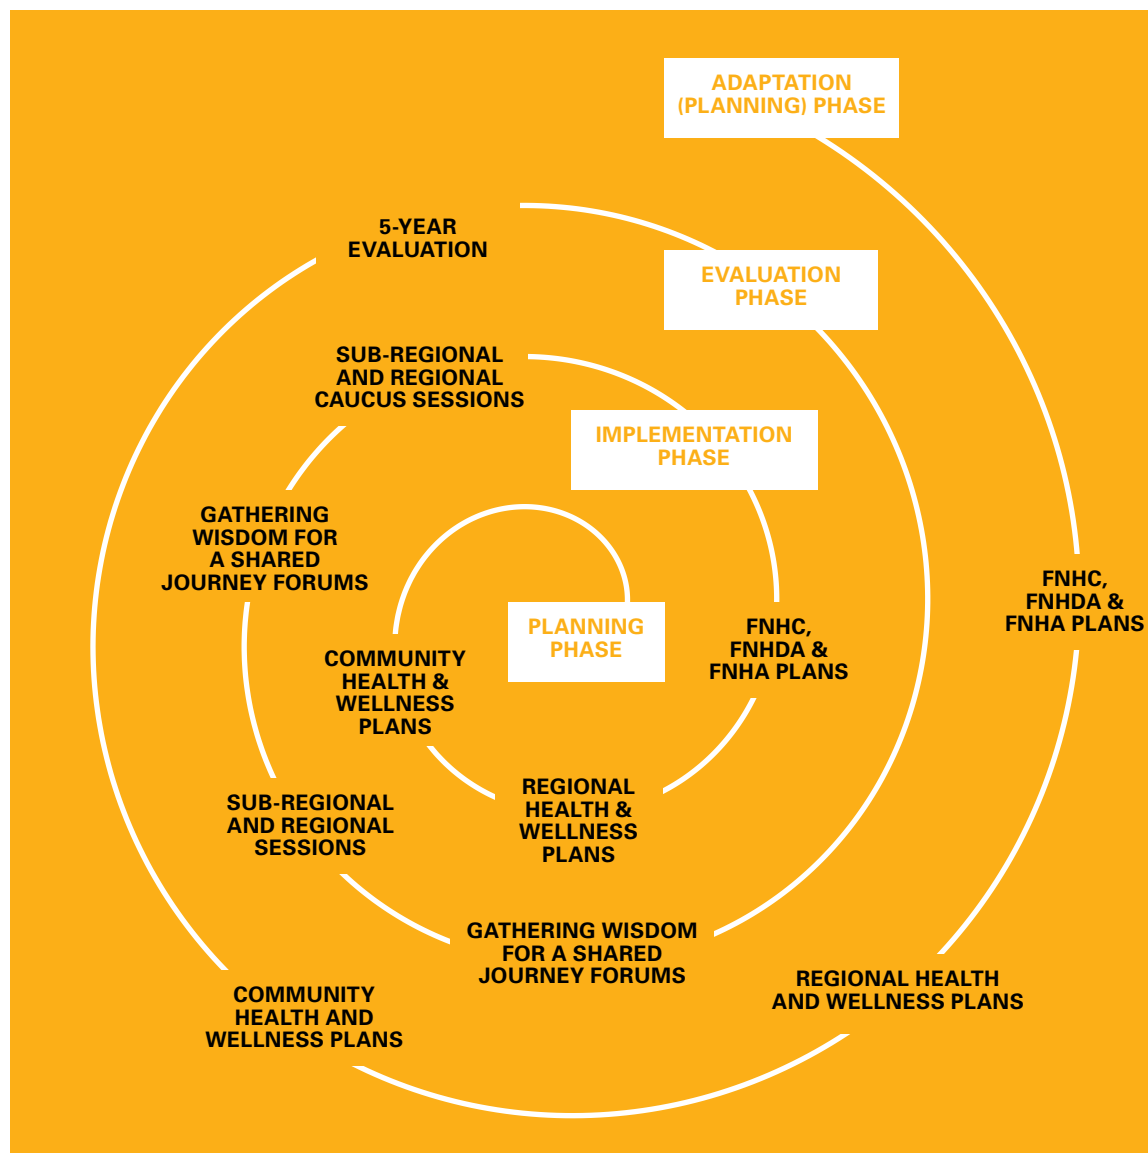 ADAPTATION
(PLANNING) PHASE
5-YEAR
EVALUATION
EVALUATION
PHASE
SUB-REGIONAL
AND REGIONAL
CAUCUS SESSIONS
IMPLEMENTATION
PHASE
GATHERING
WISDOM FOR
A SHARED
JOURNEY FORUMS
FNHC,
FNHDA &
FNHA PLANS
PLANNING
PHASE
FNHC,
FNHDA &
FNHA PLANS
COMMUNITY
HEALTH &
WELLNESS
PLANS
REGIONAL
HEALTH &
WELLNESS
PLANS
SUB-REGIONAL
AND REGIONAL
SESSIONS
GATHERING WISDOM
FOR A SHARED
JOURNEY FORUMS
REGIONAL HEALTH
AND WELLNESS PLANS
COMMUNITY
HEALTH AND
WELLNESS PLANS